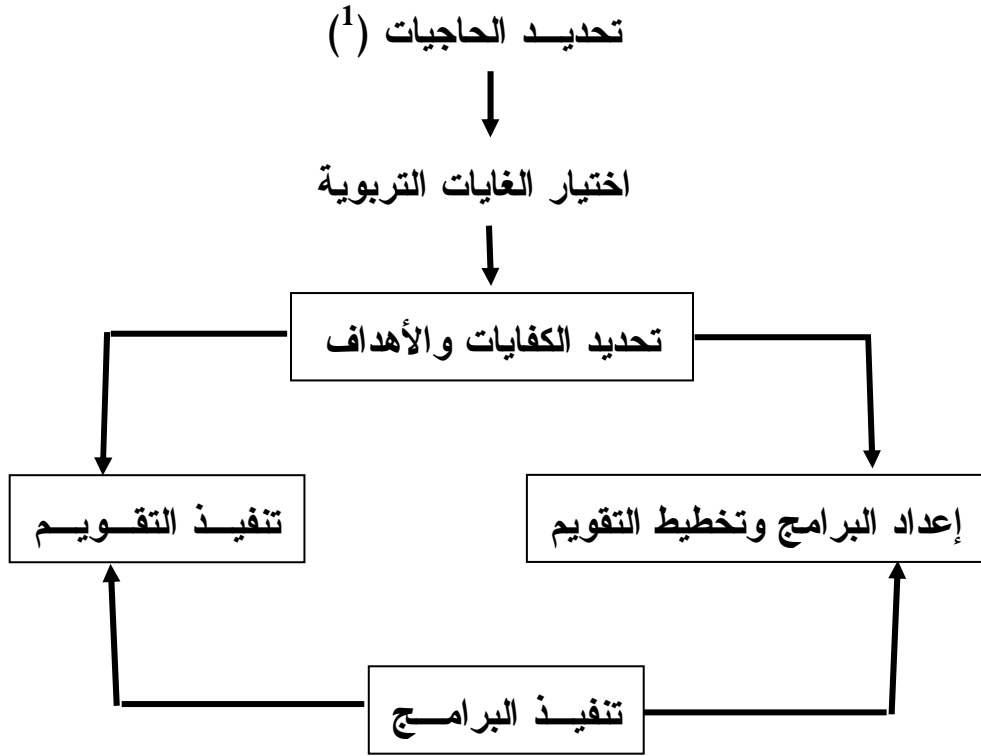 تحديد الحاجيات (1)
اختيار الغايات التربوية
تحديد الكفايات والأهداف
إعداد البرامج وتخطيط التقويم
تنفيذ التقويم
تنفيذ البرامج